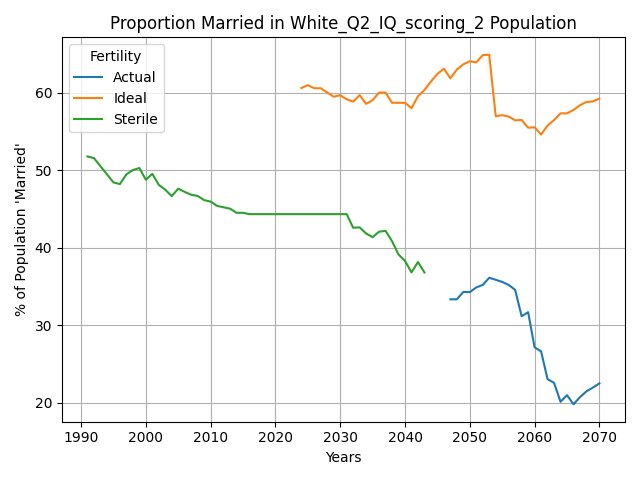 Proportion Married in White_Q2_IQ_scoring_2 Population
Fertility
Actual
Ideal
Sterile
% of Population 'Married'
60
50
40
30
20
1990 2000 2010 2020 2030 2040 2050 2060 2070
Years